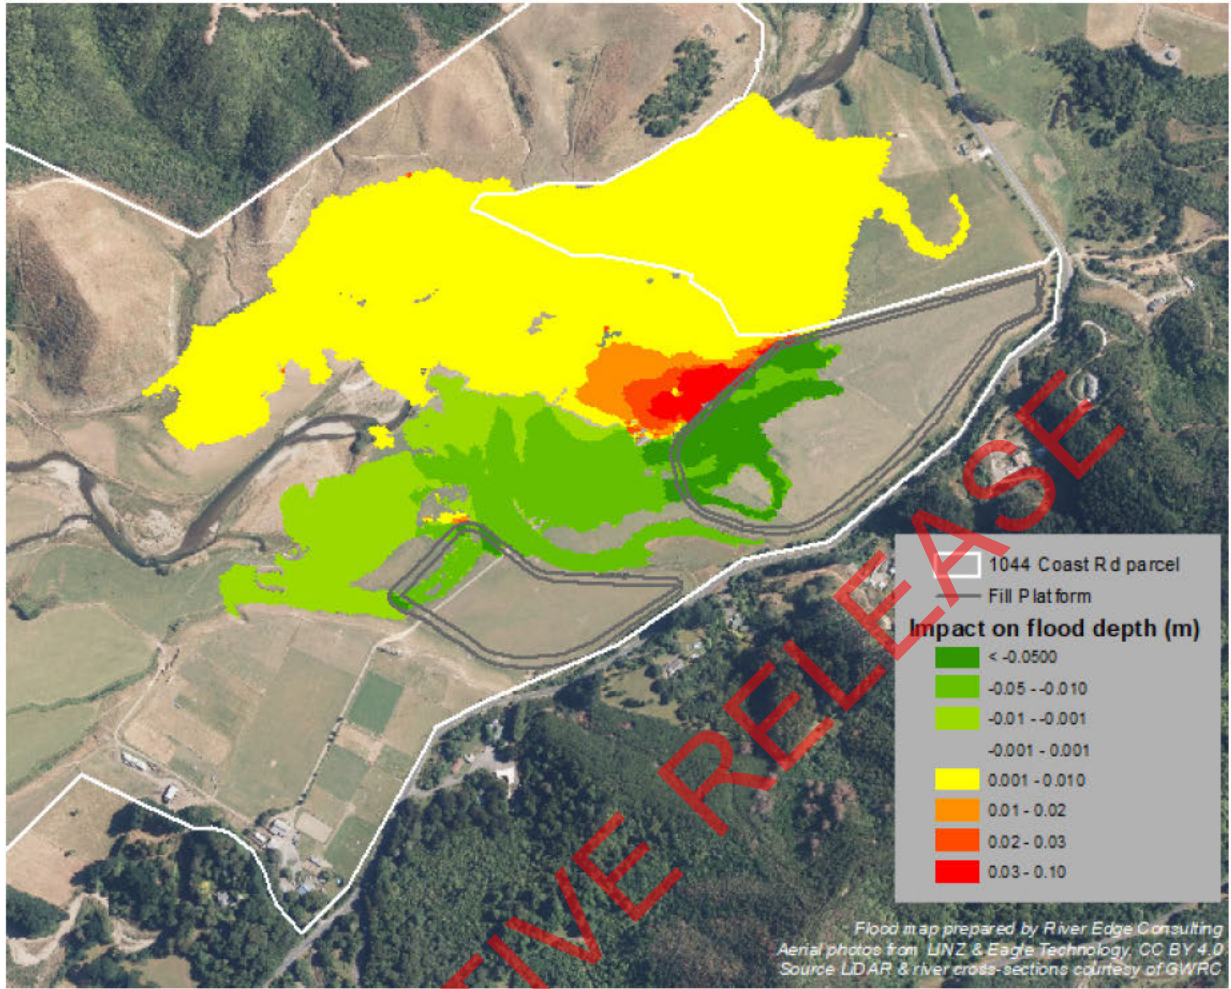 1044 Coast Rd parcel
Fill Platform
Impact on flood depth (m)
< -0.0500
-0.05 - -0.010
-0.01 - -0.001
-0.001 - 0.001
0.001 - 0.010
0.01 - 0.02
0.02 - 0.03
0.03 - 0.10
TIVE RELEASE
Flood map prepared by River Edge Consulting
Aerial photos from LINZ & Eagle Technology, CC BY 4.0
Source LiDAR & river cross-sections courtesy of GWRC